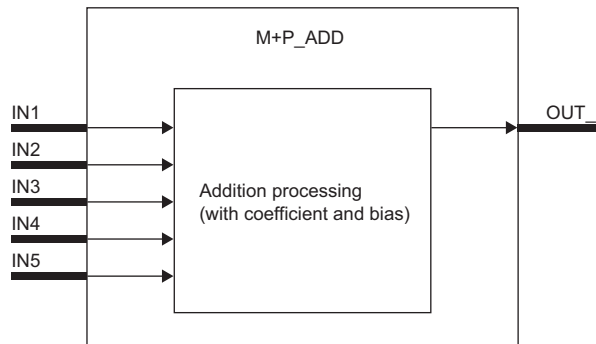 M+P_ADD
IN1
IN2
IN3
IN4
IN5
Addition processing
(with coefficient and bias)
OUT_